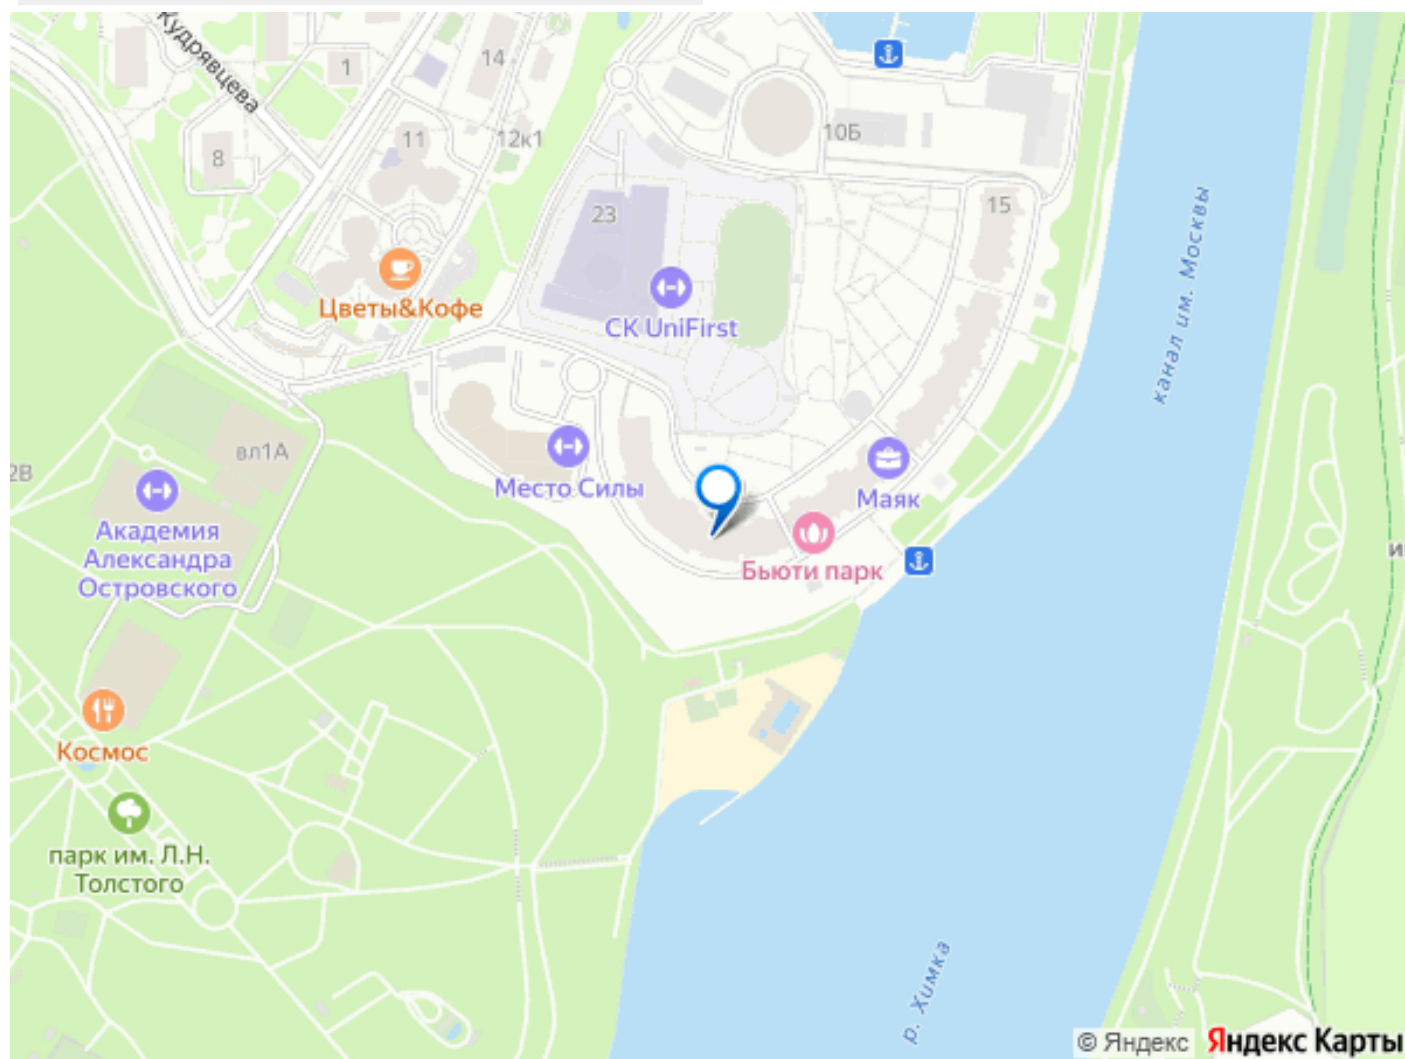 Кудрявцева
1
14
8
11
12к1
10Б
23
15
Цветы&Кофе
СК UniFirst
канал им. Москвы
вл1А
2В
Место Силы
Маяк
Академия
Александра
Островского
Бьюти парк
Космос
парк им. Л.Н.
Толстого
р. Химка
© Яндекс
Яндекс Карты